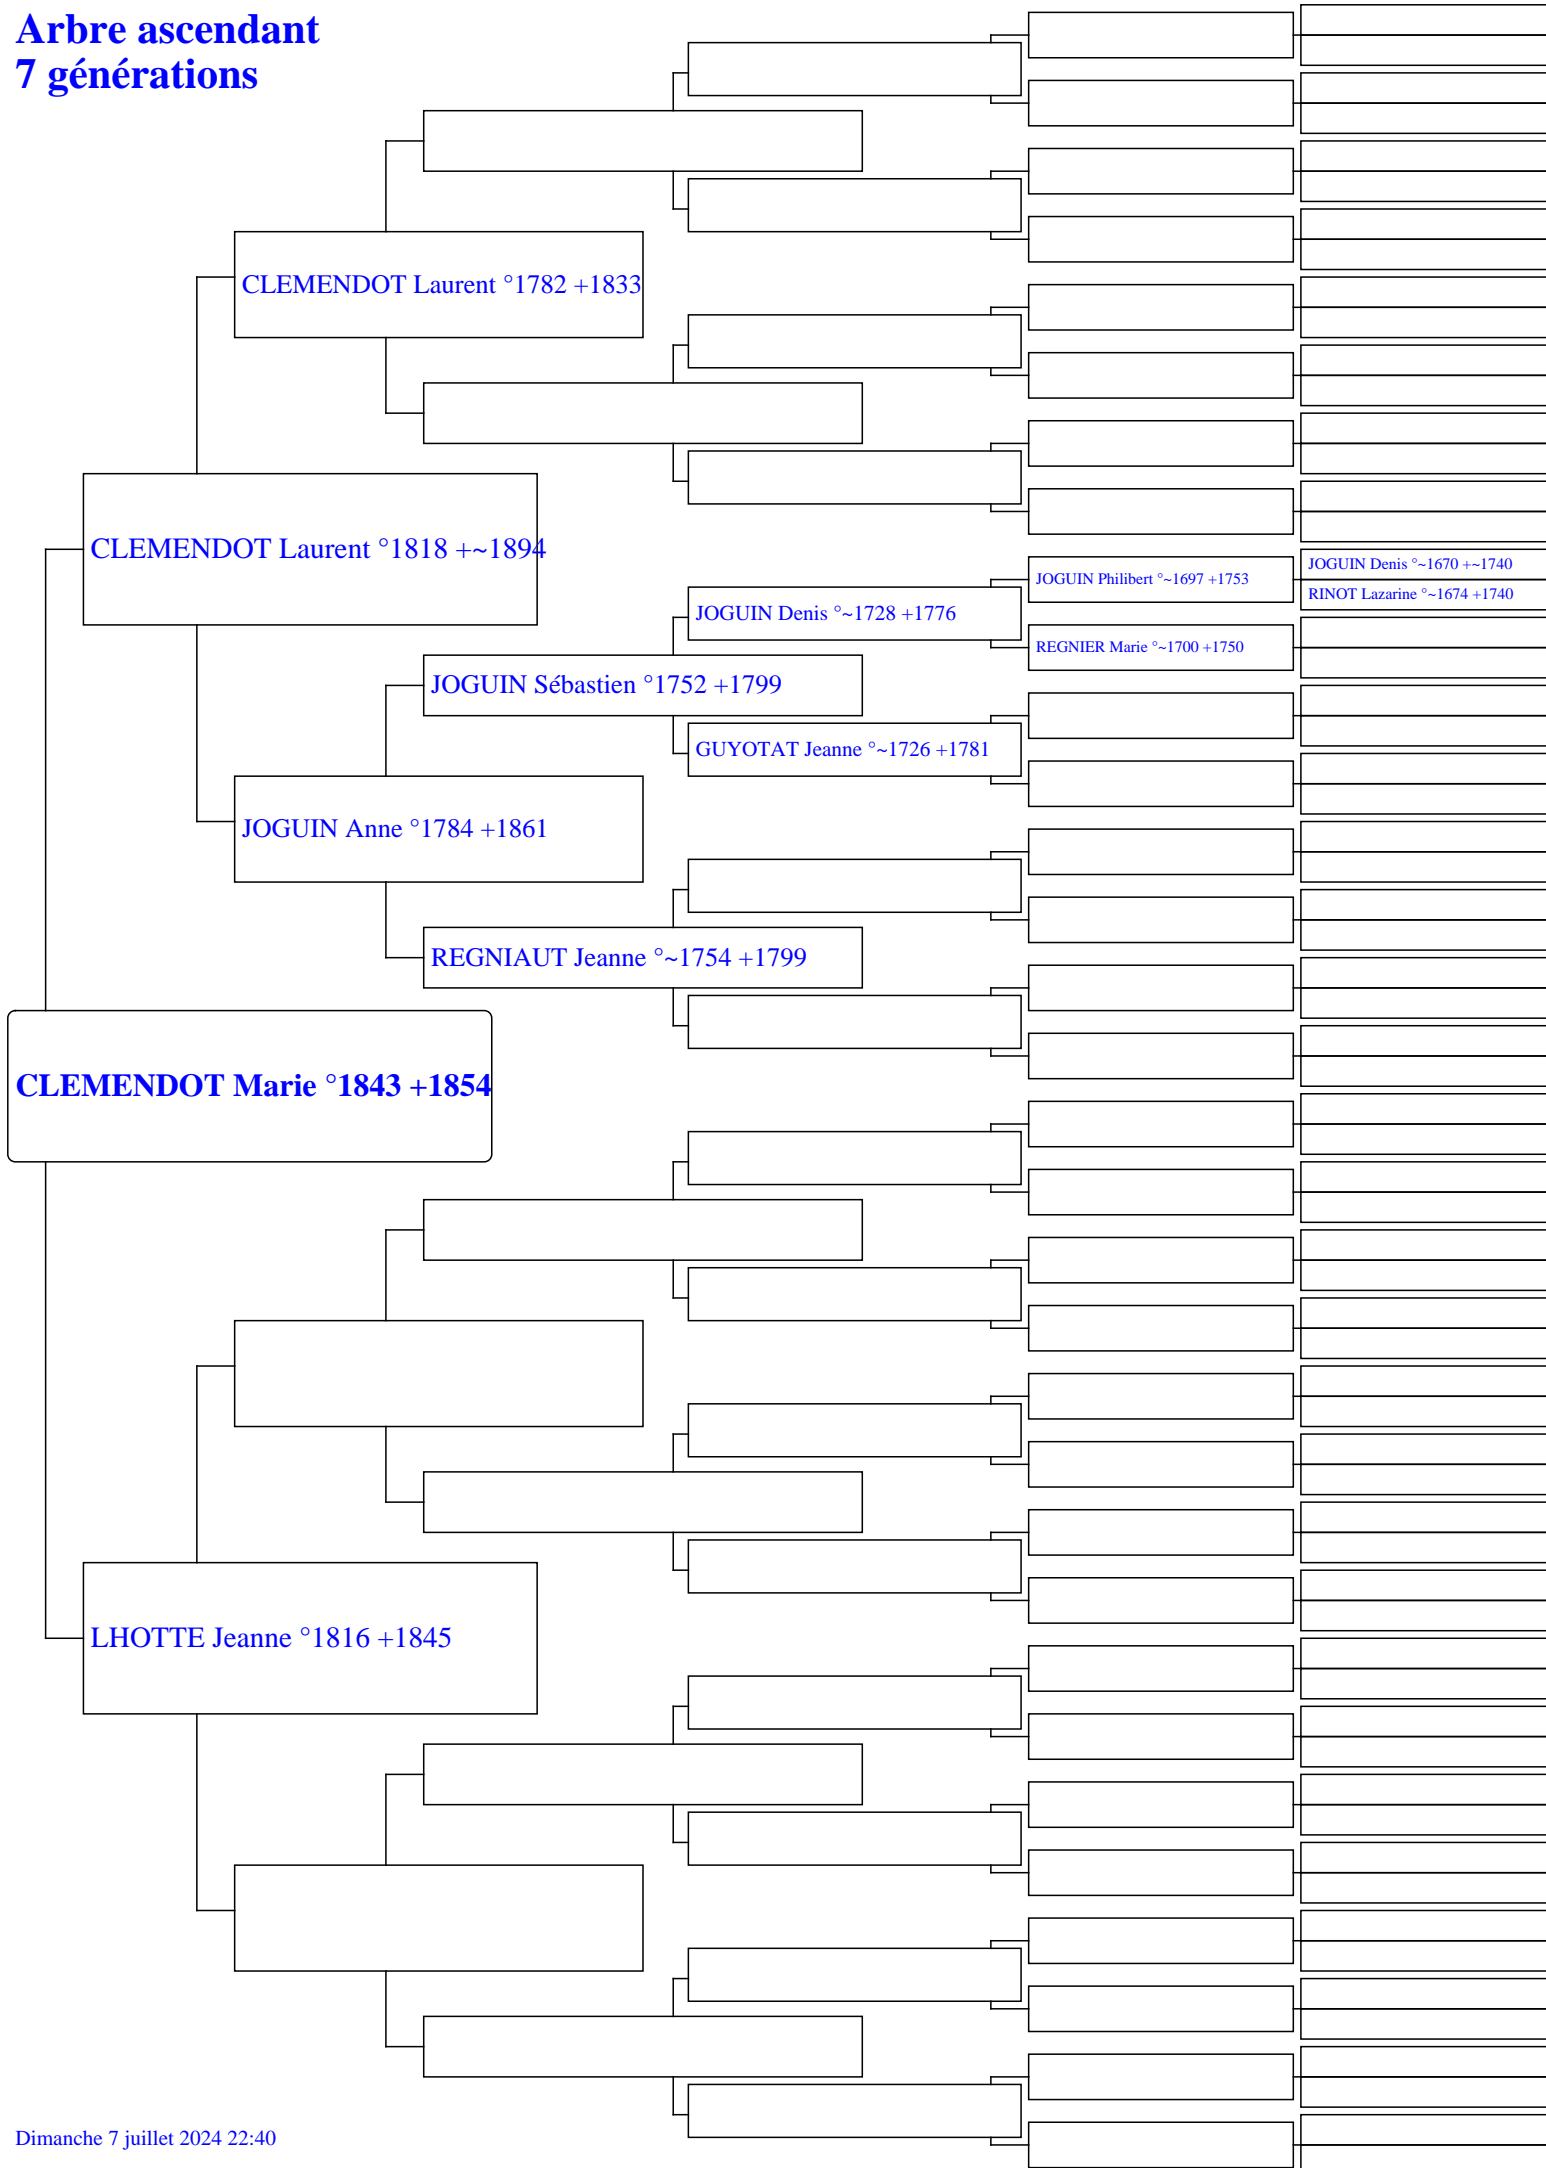 Arbre ascendant
7 générations
CLEMENDOT Laurent °1782 +1833
CLEMENDOT Laurent °1818 +~1894
JOGUIN Denis °~1670 +~1740
JOGUIN Philibert °~1697 +1753
RINOT Lazarine °~1674 +1740
JOGUIN Denis °~1728 +1776
REGNIER Marie °~1700 +1750
JOGUIN Sébastien °1752 +1799
GUYOTAT Jeanne °~1726 +1781
JOGUIN Anne °1784 +1861
REGNIAUT Jeanne °~1754 +1799
CLEMENDOT Marie °1843 +1854
LHOTTE Jeanne °1816 +1845
Dimanche 7 juillet 2024 22:40